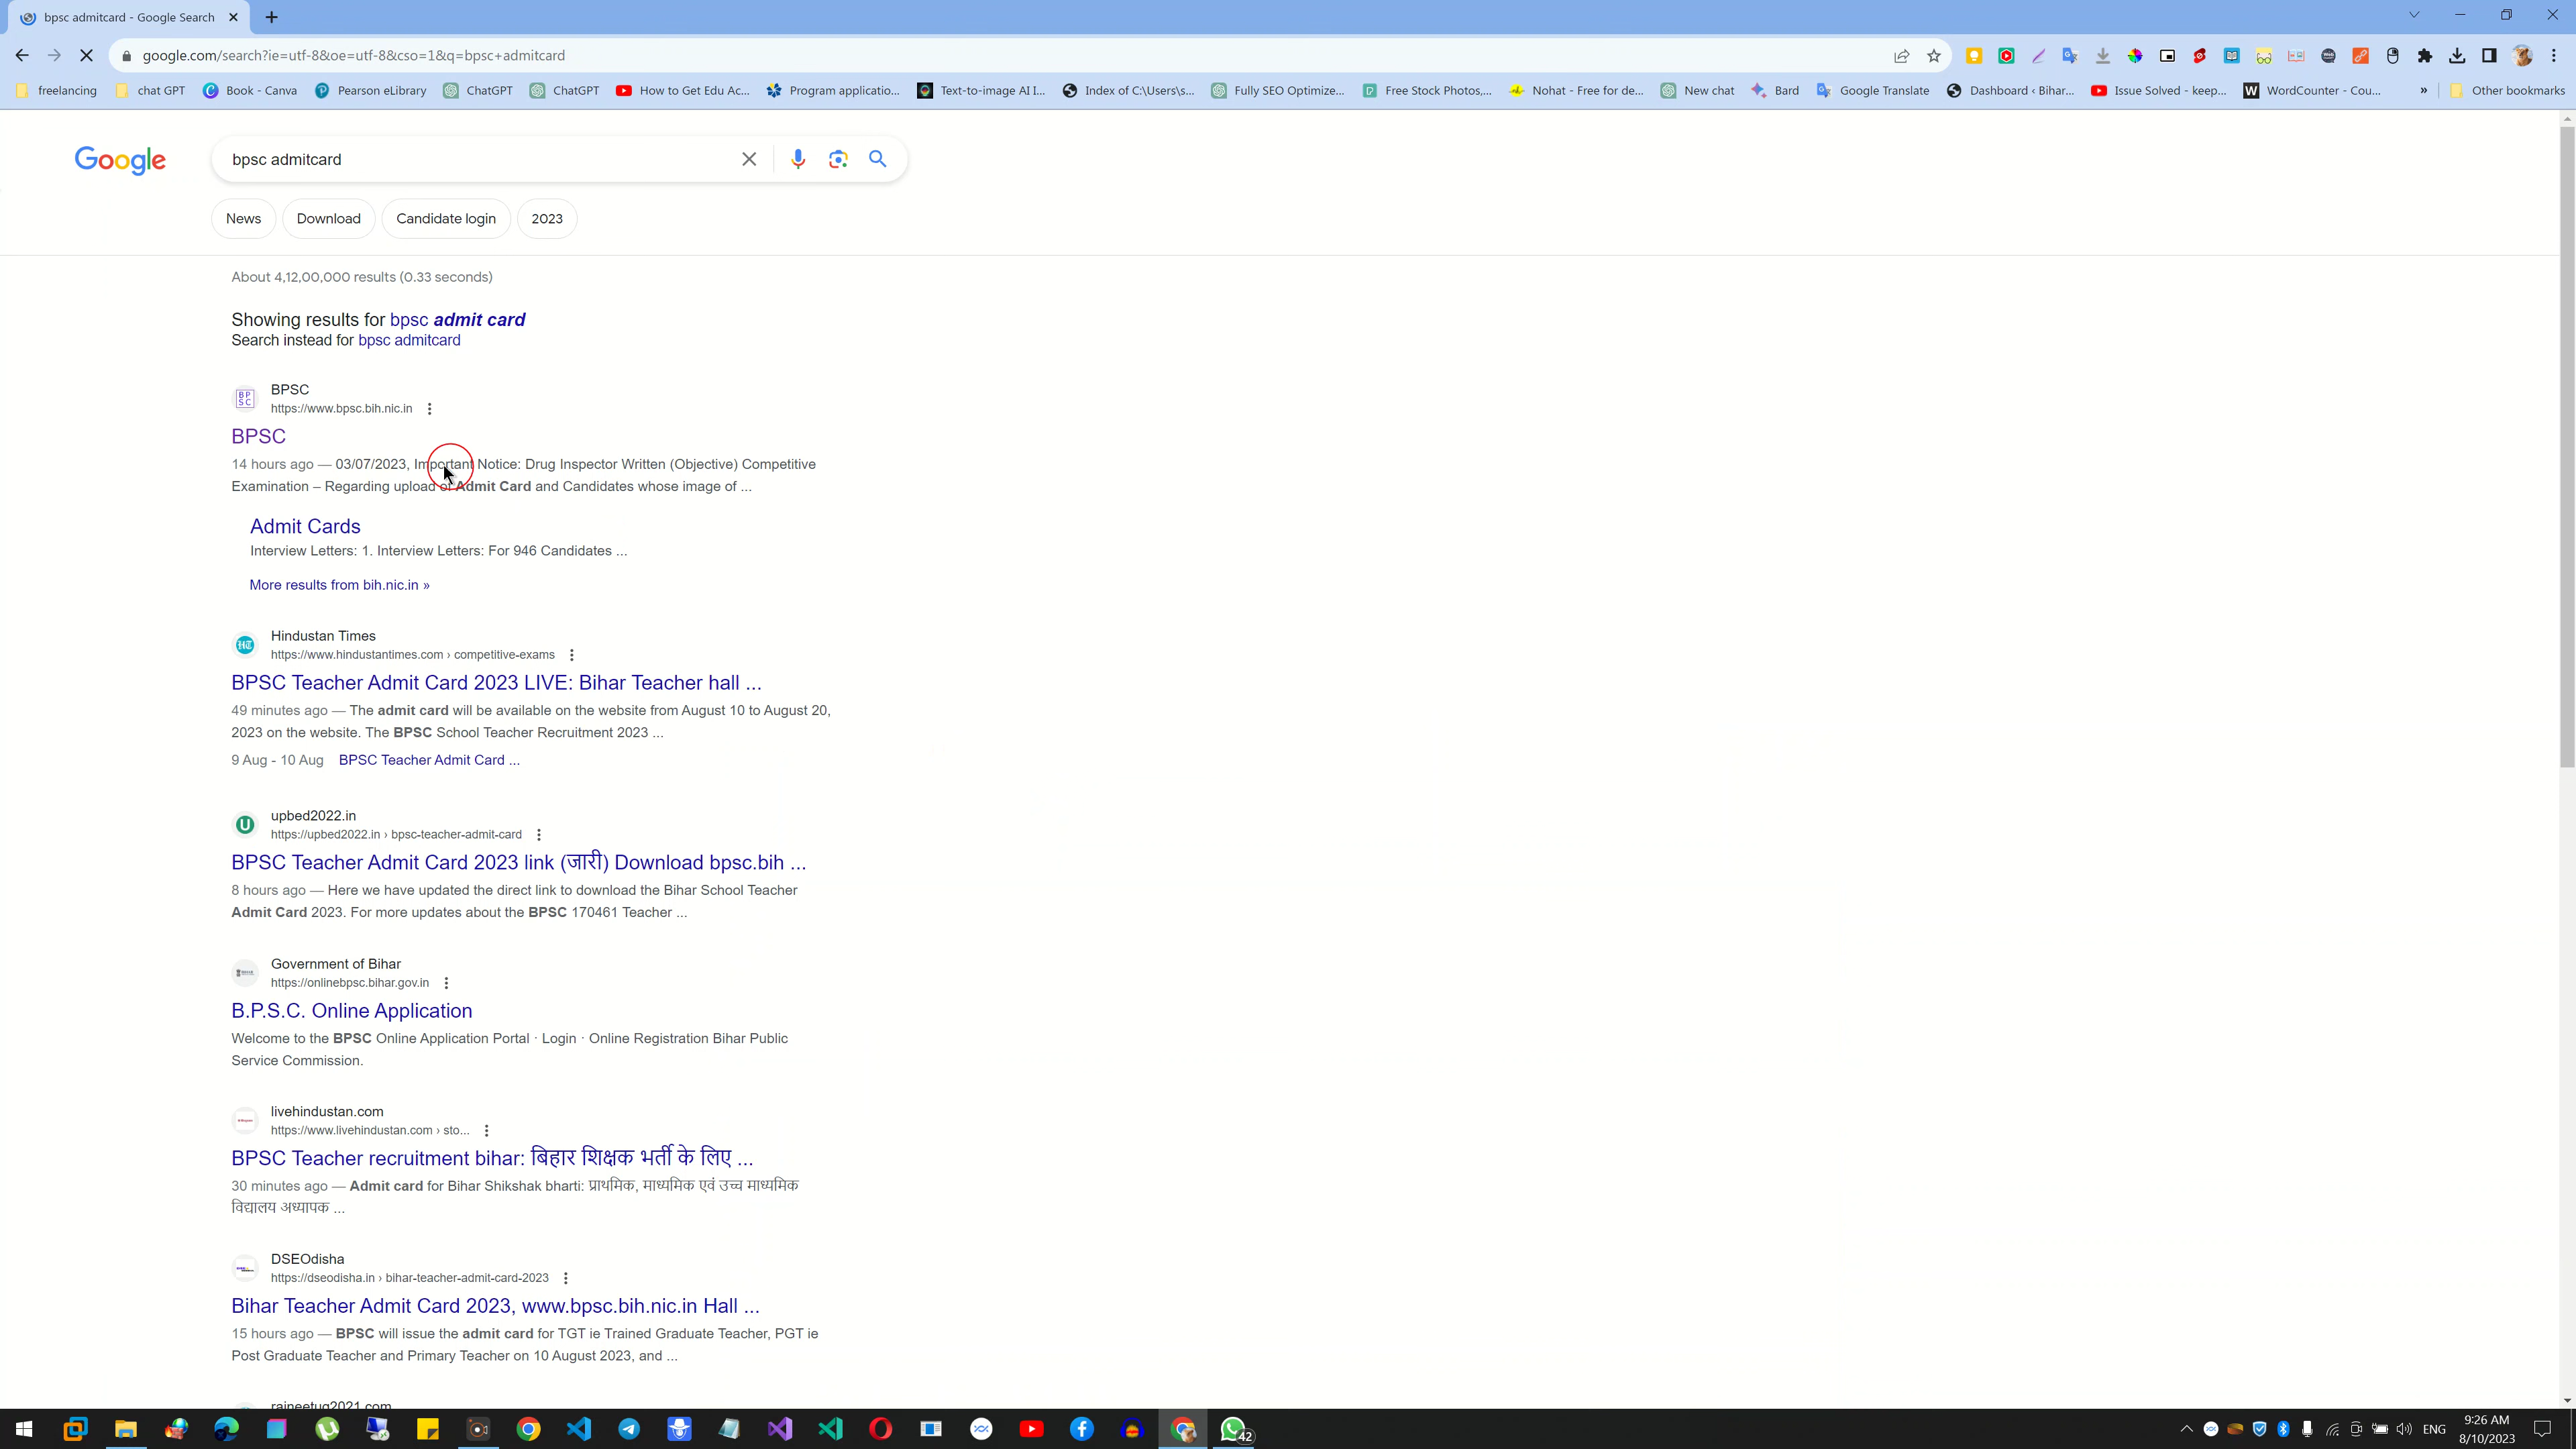 bpsc admitcard - Google Search
google.com/search?ie=utf-8&oe=utf-8&cso=1&q=bpsc+admitcard
freelancing chat GPT Book - Canva Pearson eLibrary ChatGPT ChatGPT How to Get Edu Ac... Program applicatio... Text-to-image AI I... Index of C:\Users\s... Fully SEO Optimize... Free Stock Photos,... Nohat - Free for de... New chat Bard Google Translate Dashboard ‹ Bihar... Issue Solved - keep... WordCounter - Cou... » Other bookmarks
Google bpsc admitcard
News Download Candidate login 2023
About 4,12,00,000 results (0.33 seconds)
Showing results for bpsc admit card
Search instead for bpsc admitcard
BPSC
https://www.bpsc.bih.nic.in
BPSC
14 hours ago — 03/07/2023, Important Notice: Drug Inspector Written (Objective) Competitive
Examination – Regarding upload of Admit Card and Candidates whose image of ...
Admit Cards
Interview Letters: 1. Interview Letters: For 946 Candidates ...
More results from bih.nic.in »
Hindustan Times
https://www.hindustantimes.com › competitive-exams
BPSC Teacher Admit Card 2023 LIVE: Bihar Teacher hall ...
49 minutes ago — The admit card will be available on the website from August 10 to August 20,
2023 on the website. The BPSC School Teacher Recruitment 2023 ...
9 Aug - 10 Aug BPSC Teacher Admit Card ...
upbed2022.in
https://upbed2022.in › bpsc-teacher-admit-card
BPSC Teacher Admit Card 2023 link (जारी) Download bpsc.bih ...
8 hours ago — Here we have updated the direct link to download the Bihar School Teacher
Admit Card 2023. For more updates about the BPSC 170461 Teacher ...
Government of Bihar
https://onlinebpsc.bihar.gov.in
B.P.S.C. Online Application
Welcome to the BPSC Online Application Portal · Login · Online Registration Bihar Public
Service Commission.
livehindustan.com
https://www.livehindustan.com › sto...
BPSC Teacher recruitment bihar: बिहार शिक्षक भर्ती के लिए ...
30 minutes ago — Admit card for Bihar Shikshak bharti: प्राथमिक, माध्यमिक एवं उच्च माध्यमिक
विद्यालय अध्यापक ...
DSEOdisha
https://dseodisha.in › bihar-teacher-admit-card-2023
Bihar Teacher Admit Card 2023, www.bpsc.bih.nic.in Hall ...
15 hours ago — BPSC will issue the admit card for TGT ie Trained Graduate Teacher, PGT ie
Post Graduate Teacher and Primary Teacher on 10 August 2023, and ...
rajneetug2021.com
42 ENG 9:26 AM
8/10/2023